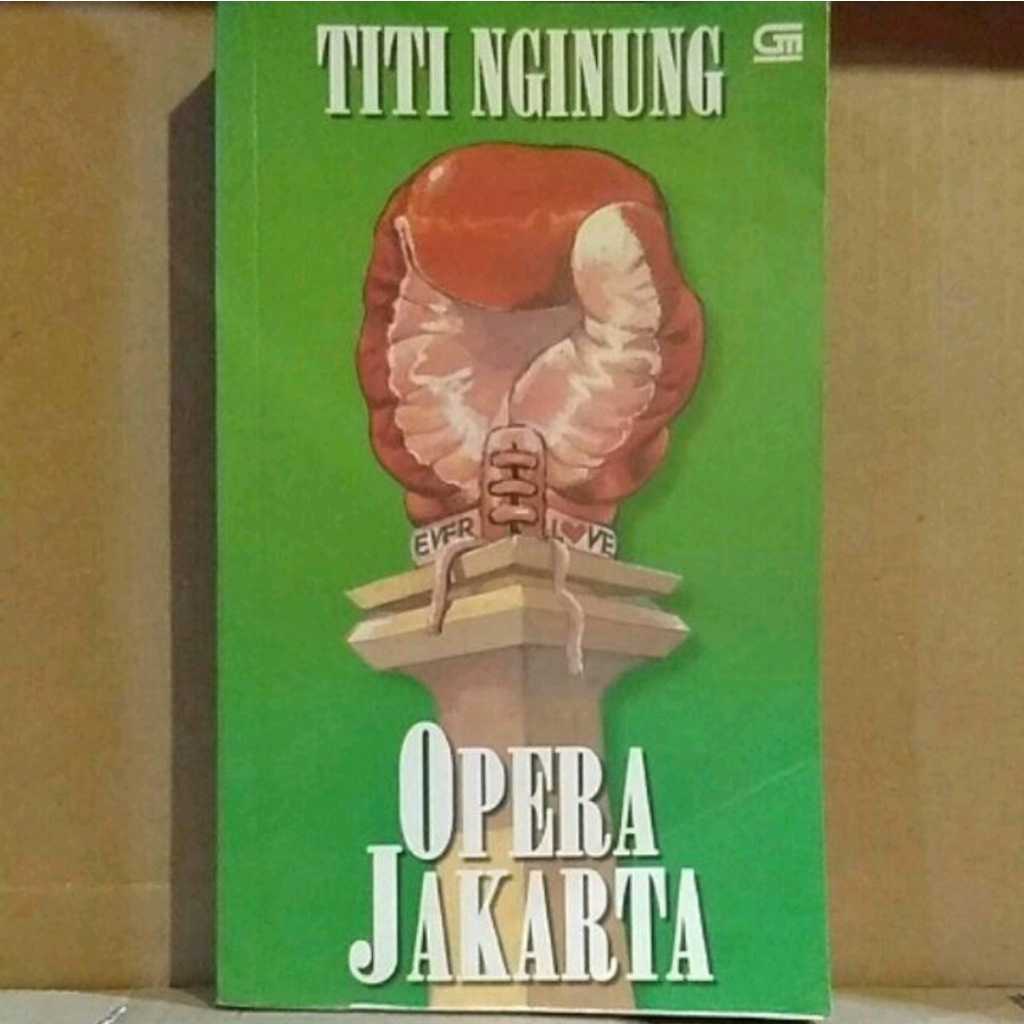 TITI NGINUNG
GM
EVER LOVE
OPERA
JAKARTA